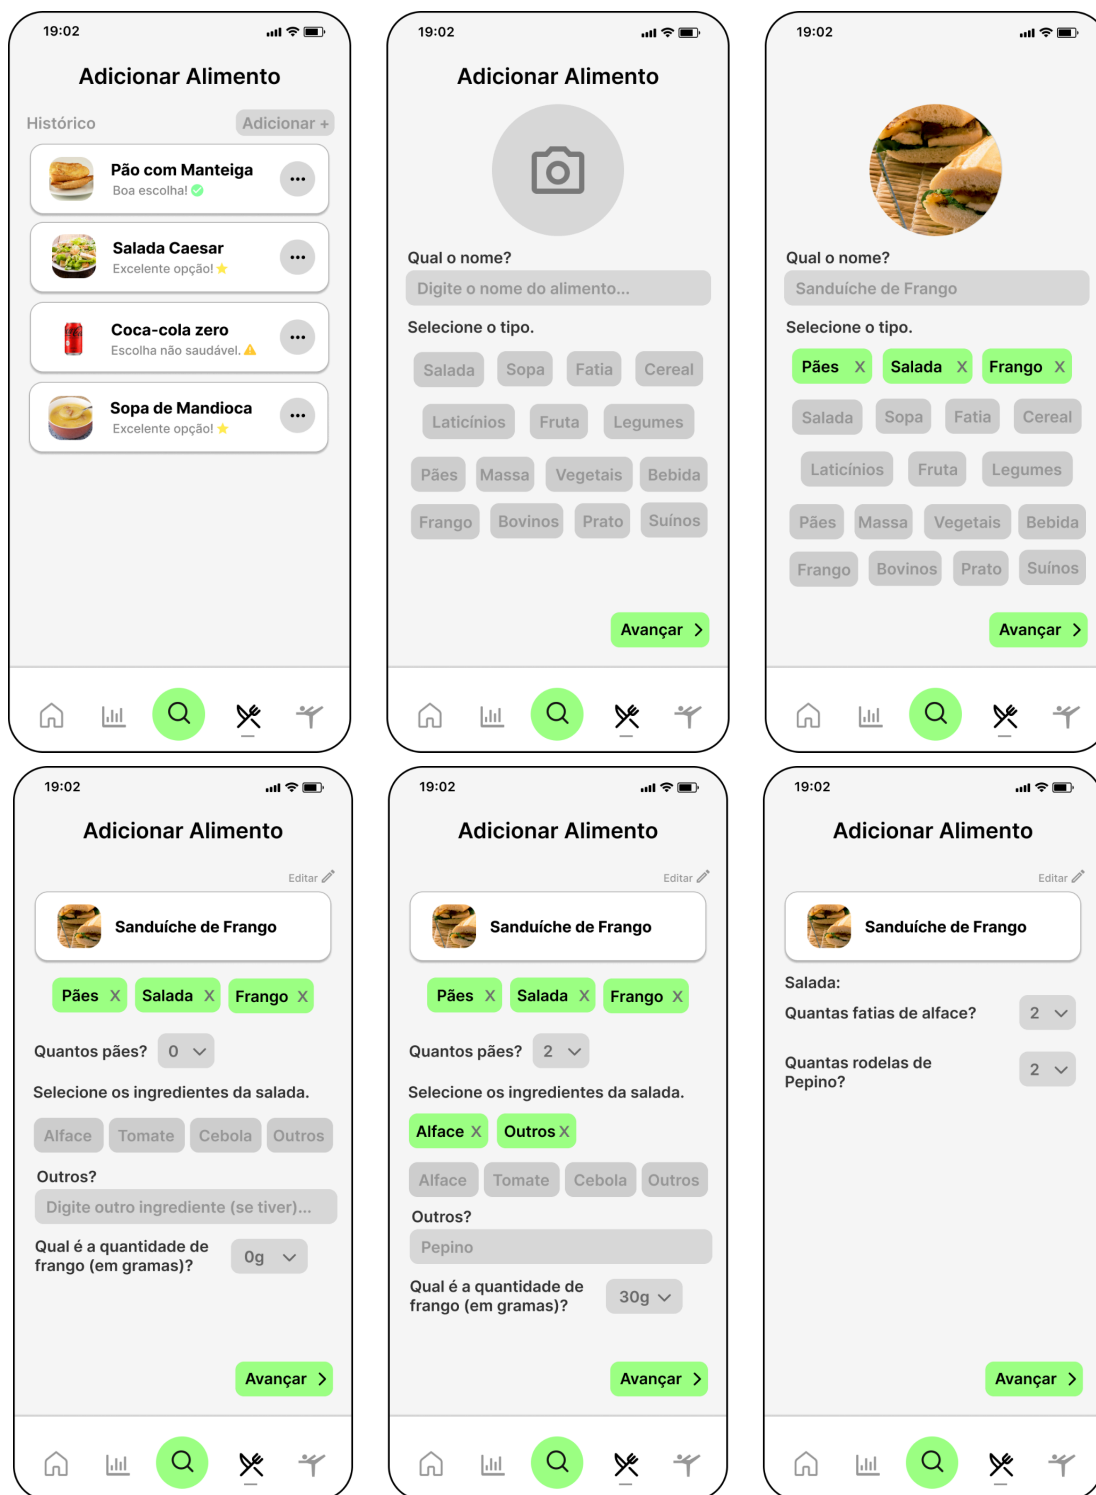 19:02
Adicionar Alimento
Histórico
Adicionar +
Pão com Manteiga
Boa escolha!
Salada Caesar
Excelente opção!
Coca-cola zero
Escolha não saudável.
Sopa de Mandioca
Excelente opção!
19:02
Adicionar Alimento
Qual o nome?
Digite o nome do alimento...
Selecione o tipo.
Salada Sopa Fatia Cereal
Laticínios Fruta Legumes
Pães Massa Vegetais Bebida
Frango Bovinos Prato Suínos
Avançar >
19:02
Qual o nome?
Sanduíche de Frango
Selecione o tipo.
Pães X Salada X Frango X
Salada Sopa Fatia Cereal
Laticínios Fruta Legumes
Pães Massa Vegetais Bebida
Frango Bovinos Prato Suínos
Avançar >
19:02
Adicionar Alimento
Editar
Sanduíche de Frango
Pães X Salada X Frango X
Quantos pães? 0
Selecione os ingredientes da salada.
Alface Tomate Cebola Outros
Outros?
Digite outro ingrediente (se tiver)...
Qual é a quantidade de
frango (em gramas)?
0g
Avançar >
19:02
Adicionar Alimento
Editar
Sanduíche de Frango
Pães X Salada X Frango X
Quantos pães? 2
Selecione os ingredientes da salada.
Alface X Outros X
Alface Tomate Cebola Outros
Outros?
Pepino
Qual é a quantidade de
frango (em gramas)?
30g
Avançar >
19:02
Adicionar Alimento
Editar
Sanduíche de Frango
Salada:
Quantas fatias de alface? 2
Quantas rodelas de
Pepino?
2
Avançar >